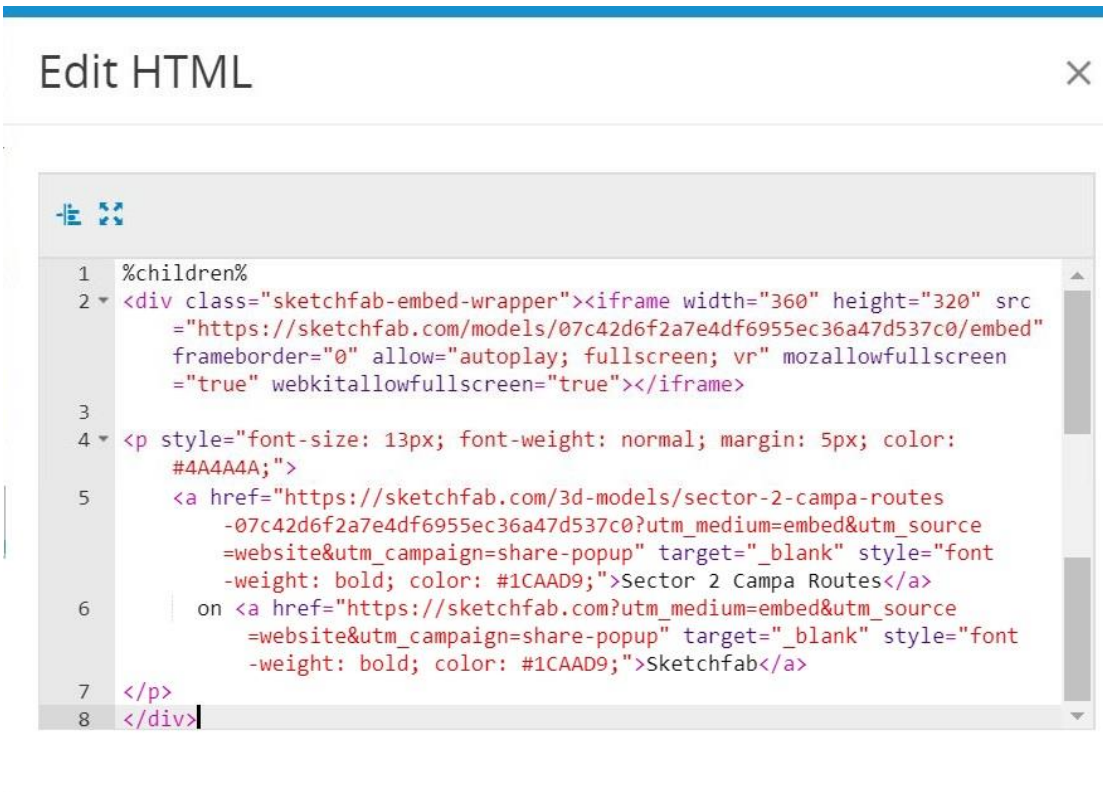 Edit HTML
1 %children%
2 <div class="sketchfab-embed-wrapper"><iframe width="360" height="320" src
="https://sketchfab.com/models/07c42d6f2a7e4df6955ec36a47d537c0/embed"
frameborder="0" allow="autoplay; fullscreen; vr" mozallowfullscreen
="true" webkitallowfullscreen="true"></iframe>
3
4 <p style="font-size: 13px; font-weight: normal; margin: 5px; color:
#4A4A4A;">
5 <a href="https://sketchfab.com/3d-models/sector-2-campa-routes
-07c42d6f2a7e4df6955ec36a47d537c0?utm_medium=embed&utm_source
=website&utm_campaign=share-popup" target="_blank" style="font
-weight: bold; color: #1CAAD9;">Sector 2 Campa Routes</a>
6 on <a href="https://sketchfab.com?utm_medium=embed&utm_source
=website&utm_campaign=share-popup" target="_blank" style="font
-weight: bold; color: #1CAAD9;">Sketchfab</a>
7 </p>
8 </div>